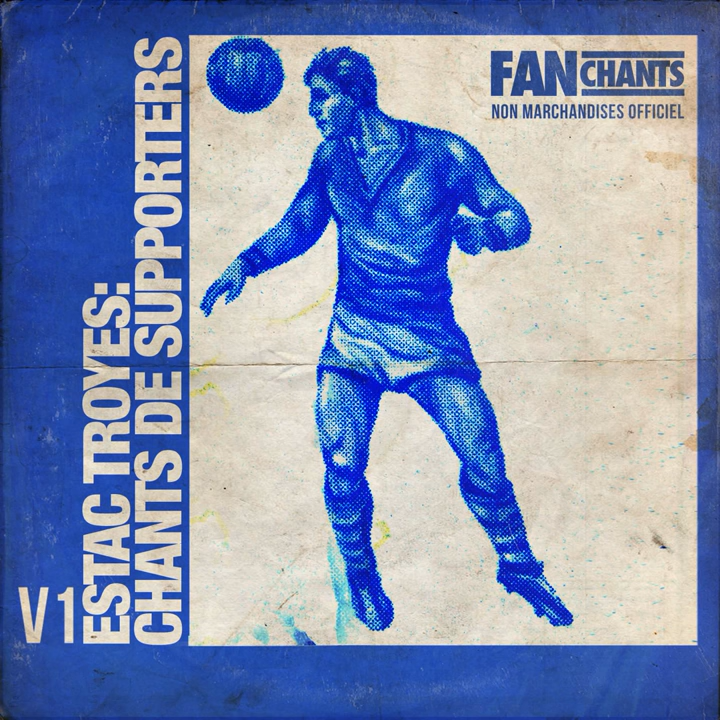 FANCHANTS
NON MARCHANDISES OFFICIEL
V1
ESTAC TROYES:
CHANTS DE SUPPORTERS